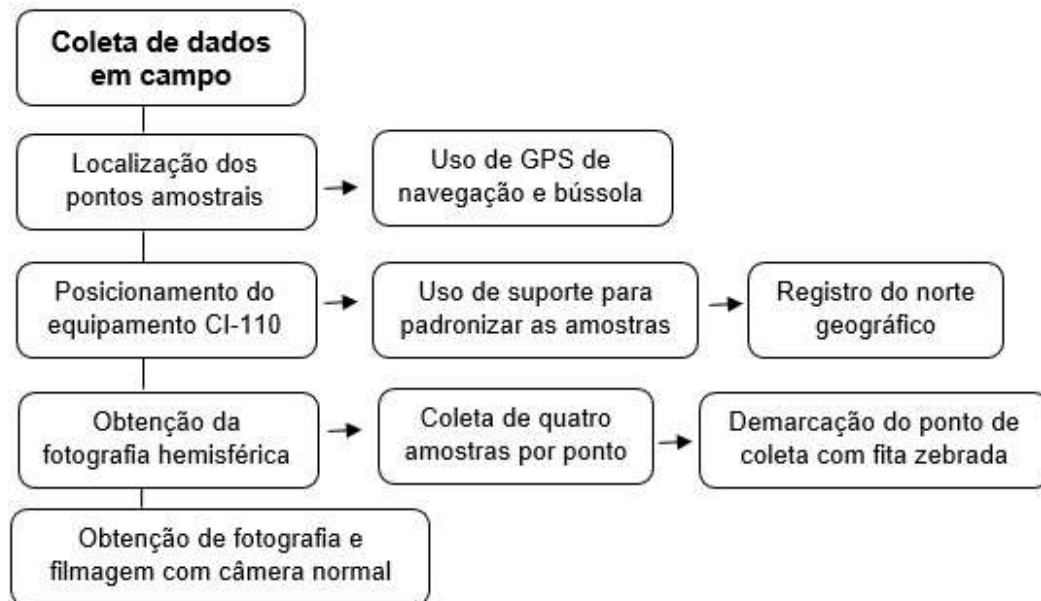 Coleta de dados
em campo
Localização dos
pontos amostrais
Uso de GPS de
navegação e bússola
Posicionamento do
equipamento CI-110
Uso de suporte para
padronizar as amostras
Registro do norte
geográfico
Obtenção da
fotografia hemisférica
Coleta de quatro
amostras por ponto
Demarcação do ponto de
coleta com fita zebrada
Obtenção de fotografia e
filmagem com câmera normal